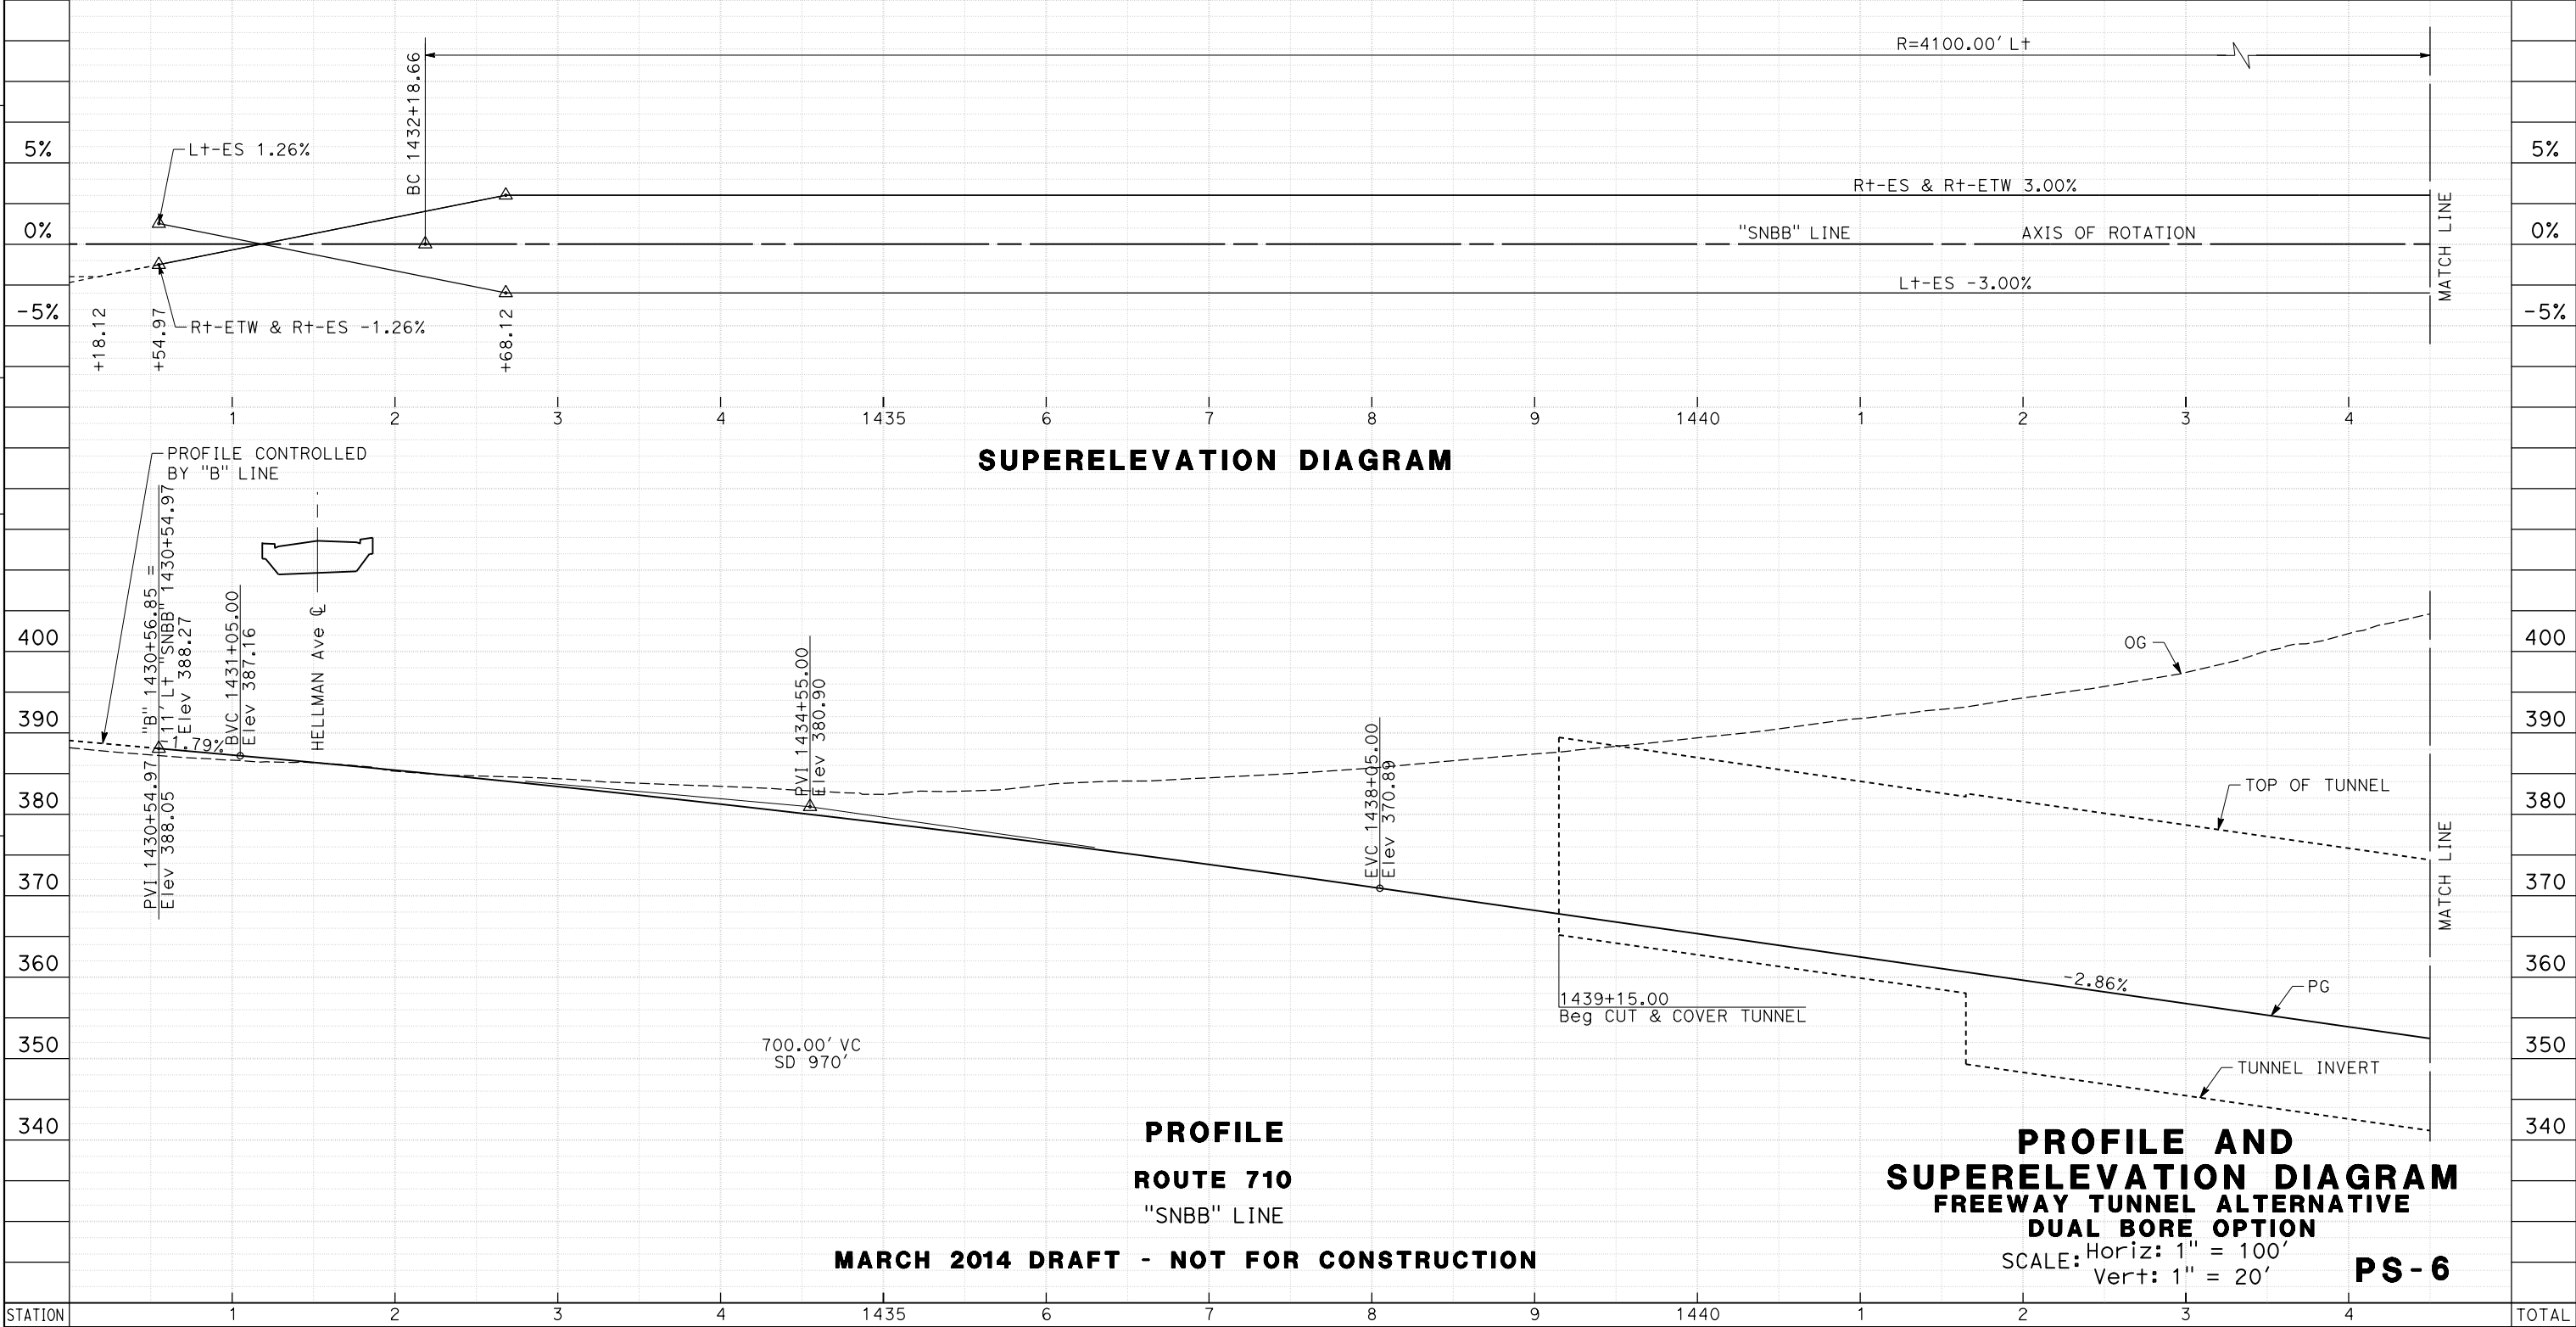 R=4100.00' Lt
BC 1432+18.66
5%
Lt-ES 1.26%
5%
Rt-ES & Rt-ETW 3.00%
0%
"SNBB" LINE
AXIS OF ROTATION
0%
MATCH LINE
Lt-ES -3.00%
-5%
Rt-ETW & Rt-ES -1.26%
-5%
+18.12
+54.97
+68.12
1 2 3 4 1435 6 7 8 9 1440 1 2 3 4
SUPERELEVATION DIAGRAM
PROFILE CONTROLLED
BY "B" LINE
"B" 1430+56.85 =
11' Lt "SNBB" 1430+54.97
Elev 388.27
PVI 1430+54.97
Elev 388.05
1.79%
BVC 1431+05.00
Elev 387.16
HELLMAN Ave ℄
PVI 1434+55.00
Elev 380.90
EVC 1438+05.00
Elev 370.89
400
OG
400
390
390
380
TOP OF TUNNEL
380
370
370
MATCH LINE
360
-2.86%
360
PG
1439+15.00
Beg CUT & COVER TUNNEL
350
700.00' VC
SD 970'
350
TUNNEL INVERT
340
340
PROFILE
ROUTE 710
"SNBB" LINE
MARCH 2014 DRAFT - NOT FOR CONSTRUCTION
PROFILE AND
SUPERELEVATION DIAGRAM
FREEWAY TUNNEL ALTERNATIVE
DUAL BORE OPTION
SCALE: Horiz: 1" = 100'
Vert: 1" = 20'
PS-6
STATION 1 2 3 4 1435 6 7 8 9 1440 1 2 3 4 TOTAL